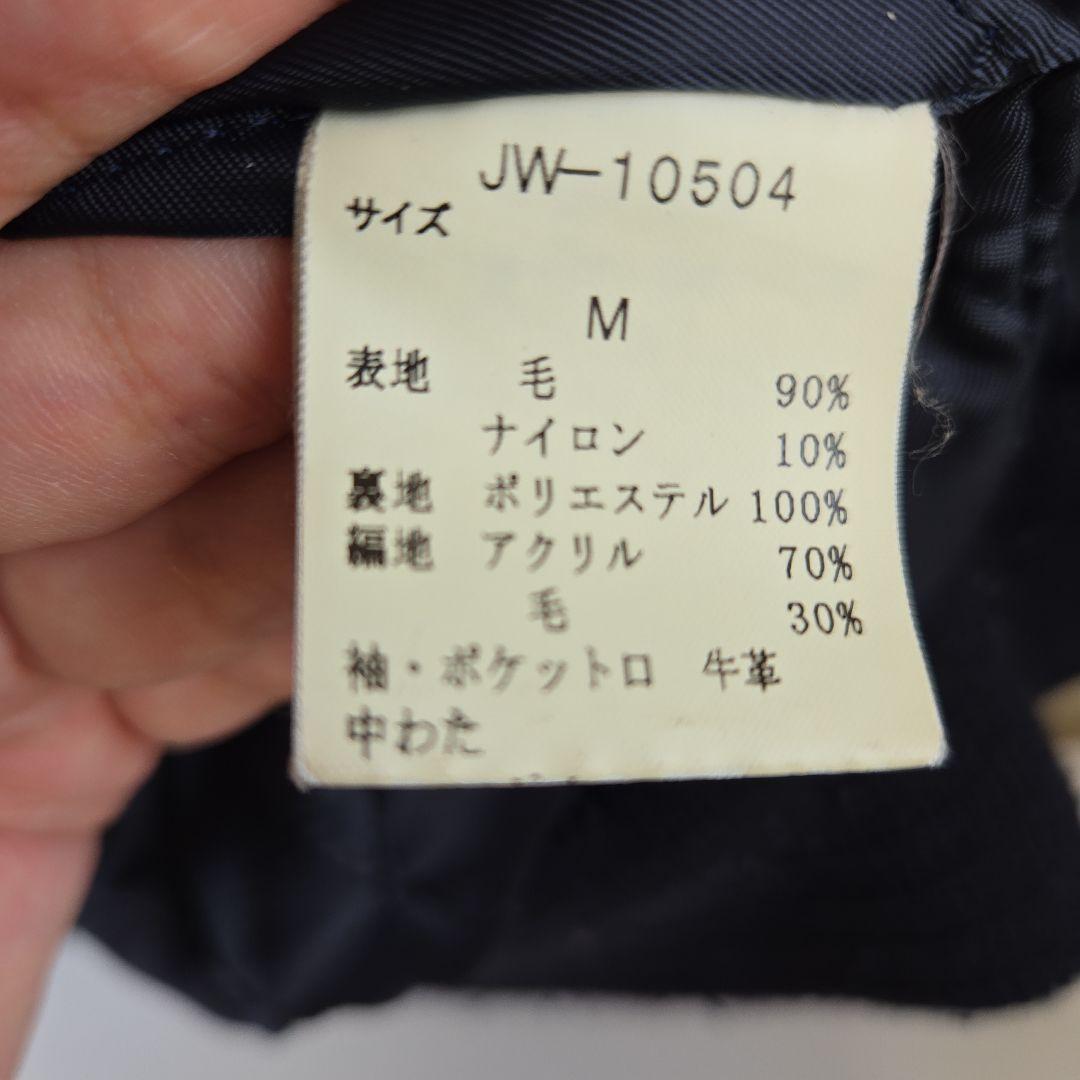 JW-10504
サイズ
M
表地 毛 90%
ナイロン 10%
裏地 ポリエステル 100%
編地 アクリル 70%
毛 30%
袖・ポケット口 牛革
中わた